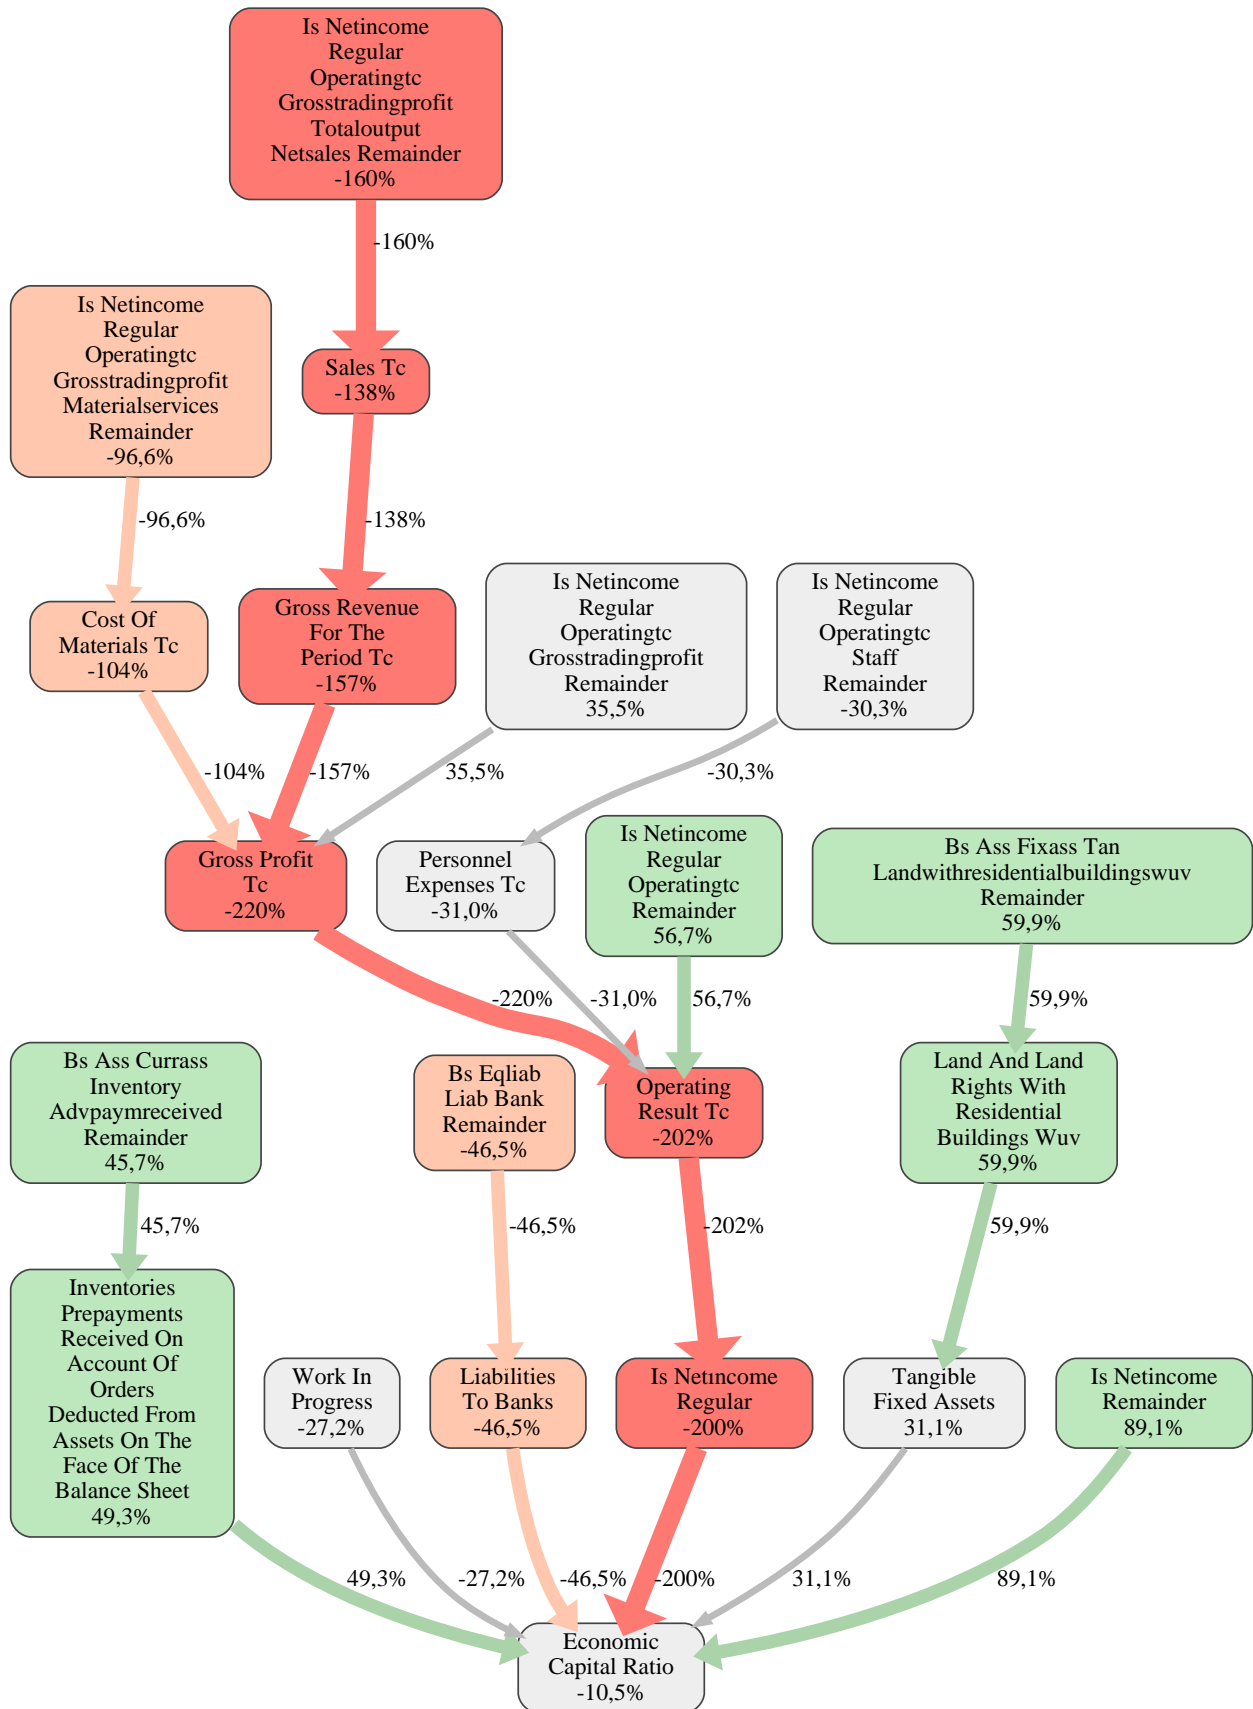 Is Netincome
Regular
Operatingtc
Grosstradingprofit
Totaloutput
Netsales Remainder
-160%
-160%
Is Netincome
Regular
Operatingtc
Grosstradingprofit
Materialservices
Remainder
-96,6%
Sales Tc
-138%
-96,6%
-138%
Cost Of
Materials Tc
-104%
Gross Revenue
For The
Period Tc
-157%
Is Netincome
Regular
Operatingtc
Grosstradingprofit
Remainder
35,5%
Is Netincome
Regular
Operatingtc
Staff
Remainder
-30,3%
-104%
-157%
35,5%
-30,3%
Gross Profit
Tc
-220%
Personnel
Expenses Tc
-31,0%
Is Netincome
Regular
Operatingtc
Remainder
56,7%
Bs Ass Fixass Tan
Landwithresidentialbuildingswuv
Remainder
59,9%
-220%
-31,0%
56,7%
59,9%
Bs Ass Currass
Inventory
Advpaymreceived
Remainder
45,7%
Bs Eqliab
Liab Bank
Remainder
-46,5%
Operating
Result Tc
-202%
Land And Land
Rights With
Residential
Buildings Wuv
59,9%
45,7%
-46,5%
-202%
59,9%
Inventories
Prepayments
Received On
Account Of
Orders
Deducted From
Assets On The
Face Of The
Balance Sheet
49,3%
Work In
Progress
-27,2%
Liabilities
To Banks
-46,5%
Is Netincome
Regular
-200%
Tangible
Fixed Assets
31,1%
Is Netincome
Remainder
89,1%
49,3%
-27,2%
-46,5%
-200%
31,1%
89,1%
Economic
Capital Ratio
-10,5%